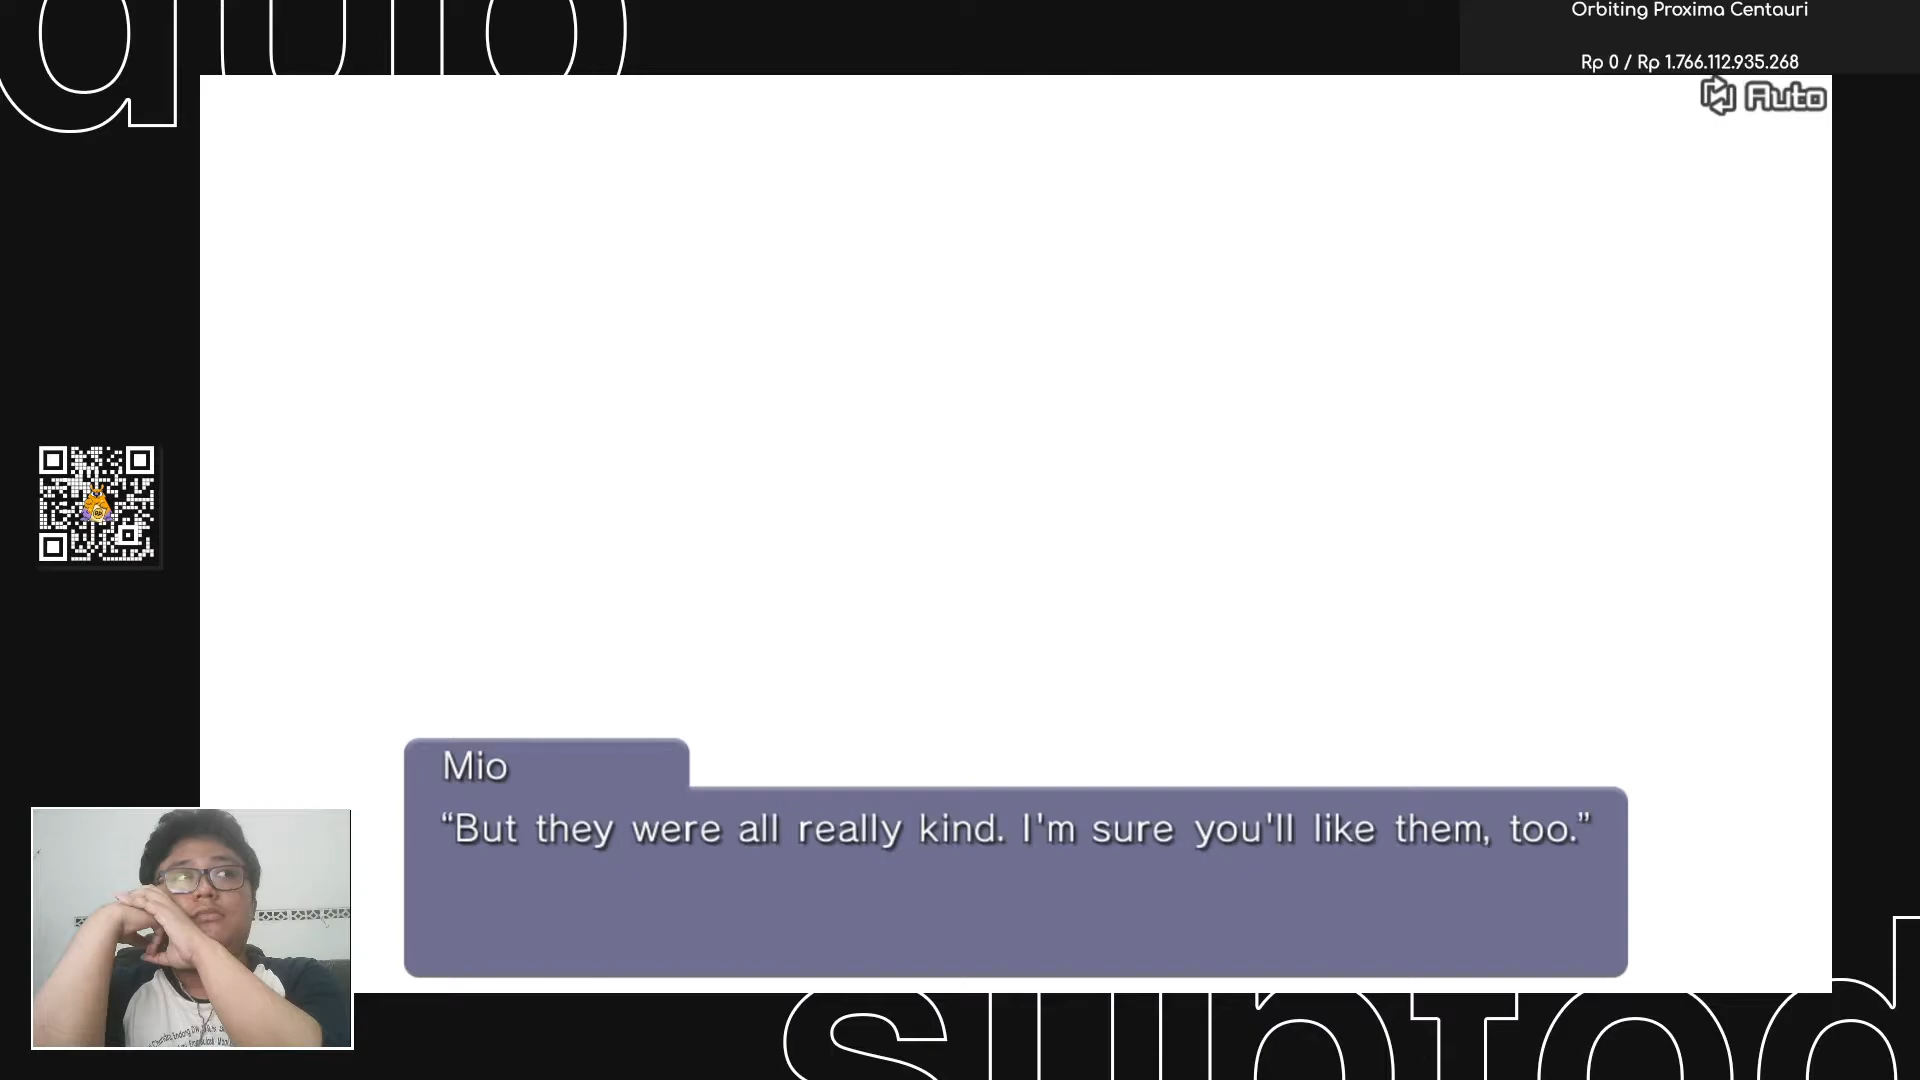 Orbiting Proxima Centauri
Rp 0 / Rp 1.766.112.935.268
Auto
Mio
“But they were all really kind. I'm sure you'll like them, too.”